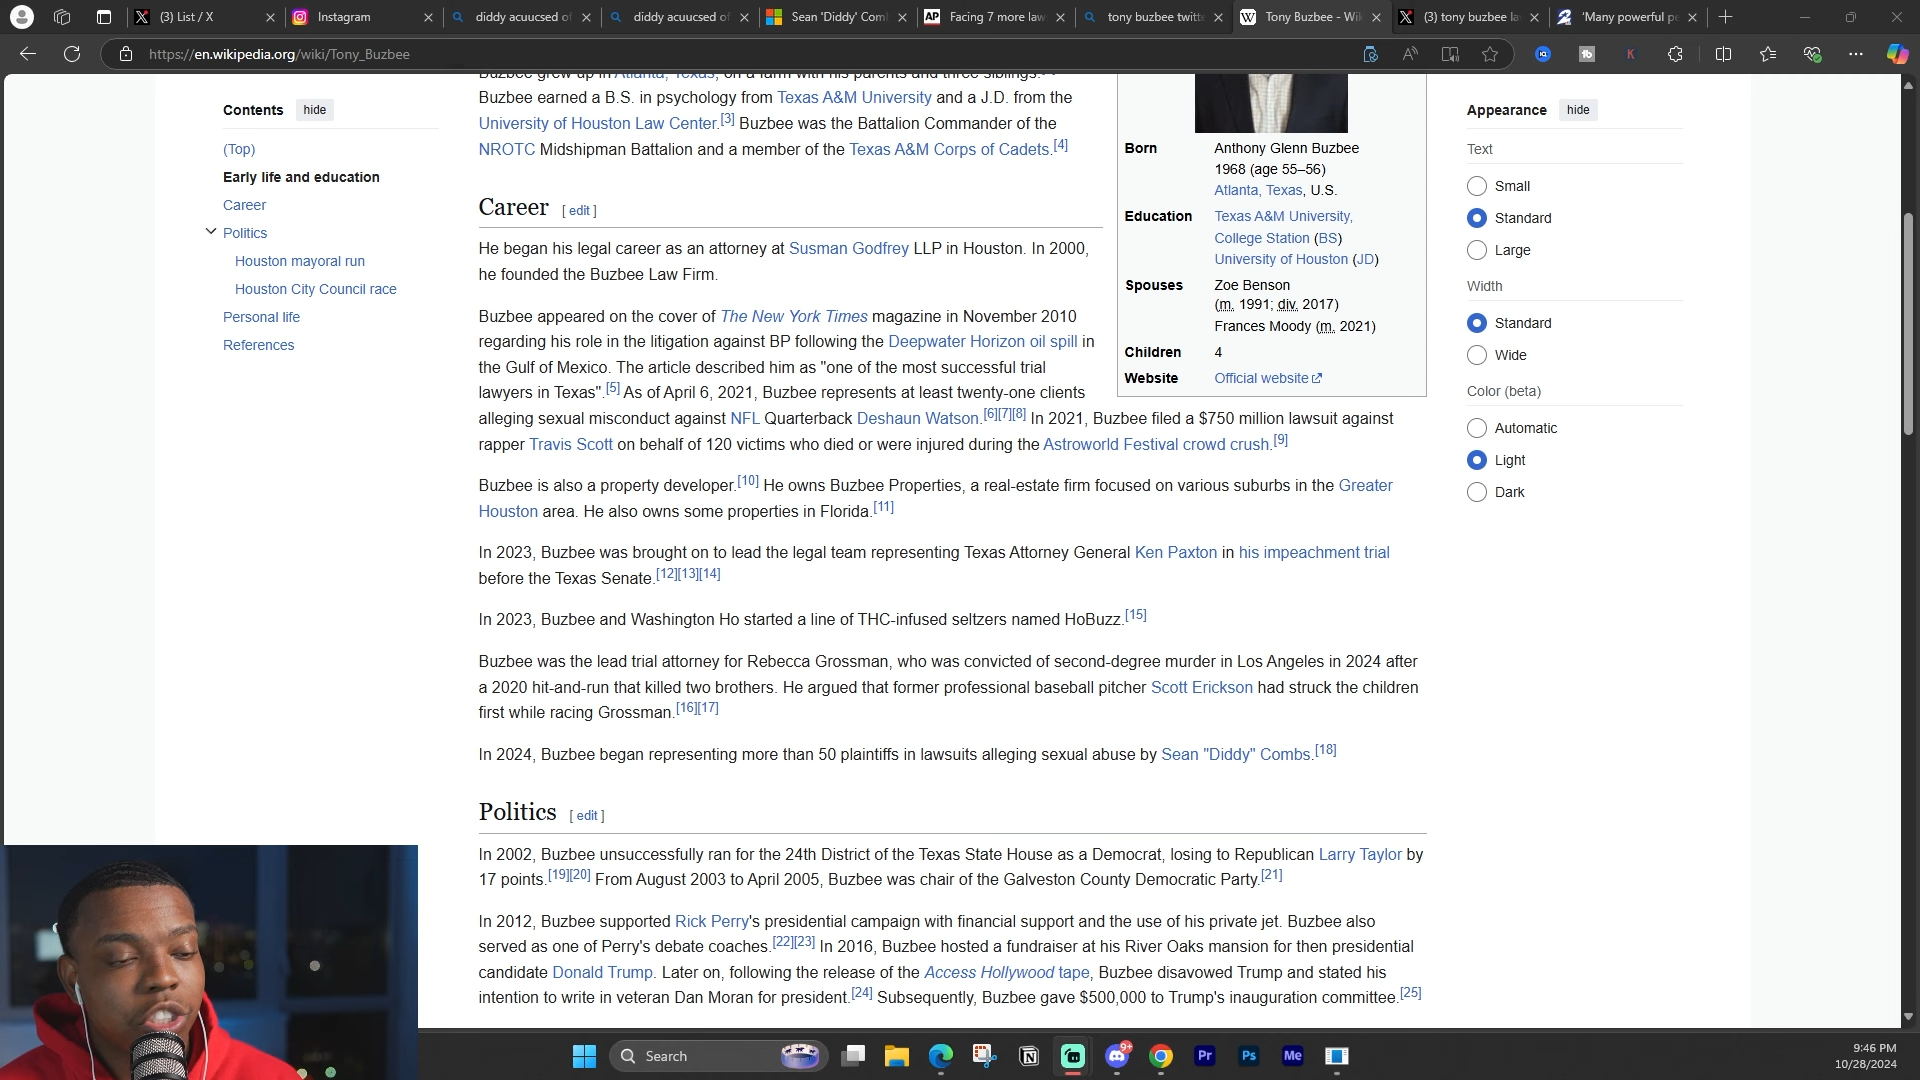 (3) List / X
Instagram
diddy acuucsed of
diddy acuucsed of
Sean 'Diddy' Com
AP
Facing 7 more law
tony buzbee twitt
W
Tony Buzbee - Wik
(3) tony buzbee la
'Many powerful pe
https://en.wikipedia.org/wiki/Tony_Buzbee
Contents hide
(Top)
Early life and education
Career
Politics
Houston mayoral run
Houston City Council race
Personal life
References
Buzbee grew up in Atlanta, Texas, on a farm with his parents and three siblings.
Buzbee earned a B.S. in psychology from Texas A&M University and a J.D. from the
University of Houston Law Center.[3] Buzbee was the Battalion Commander of the
NROTC Midshipman Battalion and a member of the Texas A&M Corps of Cadets.[4]
Career [ edit ]
He began his legal career as an attorney at Susman Godfrey LLP in Houston. In 2000,
he founded the Buzbee Law Firm.
Buzbee appeared on the cover of The New York Times magazine in November 2010
regarding his role in the litigation against BP following the Deepwater Horizon oil spill in
the Gulf of Mexico. The article described him as "one of the most successful trial
lawyers in Texas".[5] As of April 6, 2021, Buzbee represents at least twenty-one clients
alleging sexual misconduct against NFL Quarterback Deshaun Watson.[6][7][8] In 2021, Buzbee filed a $750 million lawsuit against
rapper Travis Scott on behalf of 120 victims who died or were injured during the Astroworld Festival crowd crush.[9]
Buzbee is also a property developer.[10] He owns Buzbee Properties, a real-estate firm focused on various suburbs in the Greater
Houston area. He also owns some properties in Florida.[11]
In 2023, Buzbee was brought on to lead the legal team representing Texas Attorney General Ken Paxton in his impeachment trial
before the Texas Senate.[12][13][14]
In 2023, Buzbee and Washington Ho started a line of THC-infused seltzers named HoBuzz.[15]
Buzbee was the lead trial attorney for Rebecca Grossman, who was convicted of second-degree murder in Los Angeles in 2024 after
a 2020 hit-and-run that killed two brothers. He argued that former professional baseball pitcher Scott Erickson had struck the children
first while racing Grossman.[16][17]
In 2024, Buzbee began representing more than 50 plaintiffs in lawsuits alleging sexual abuse by Sean "Diddy" Combs.[18]
Politics [ edit ]
In 2002, Buzbee unsuccessfully ran for the 24th District of the Texas State House as a Democrat, losing to Republican Larry Taylor by
17 points.[19][20] From August 2003 to April 2005, Buzbee was chair of the Galveston County Democratic Party.[21]
In 2012, Buzbee supported Rick Perry's presidential campaign with financial support and the use of his private jet. Buzbee also
served as one of Perry's debate coaches.[22][23] In 2016, Buzbee hosted a fundraiser at his River Oaks mansion for then presidential
candidate Donald Trump. Later on, following the release of the Access Hollywood tape, Buzbee disavowed Trump and stated his
intention to write in veteran Dan Moran for president.[24] Subsequently, Buzbee gave $500,000 to Trump's inauguration committee.[25]
Born Anthony Glenn Buzbee
1968 (age 55–56)
Atlanta, Texas, U.S.
Education Texas A&M University,
College Station (BS)
University of Houston (JD)
Spouses Zoe Benson
(m. 1991; div. 2017)
Frances Moody (m. 2021)
Children 4
Website Official website
Appearance hide
Text
Small
Standard
Large
Width
Standard
Wide
Color (beta)
Automatic
Light
Dark
Search
9+
Pr
Ps
Me
9:46 PM
10/28/2024